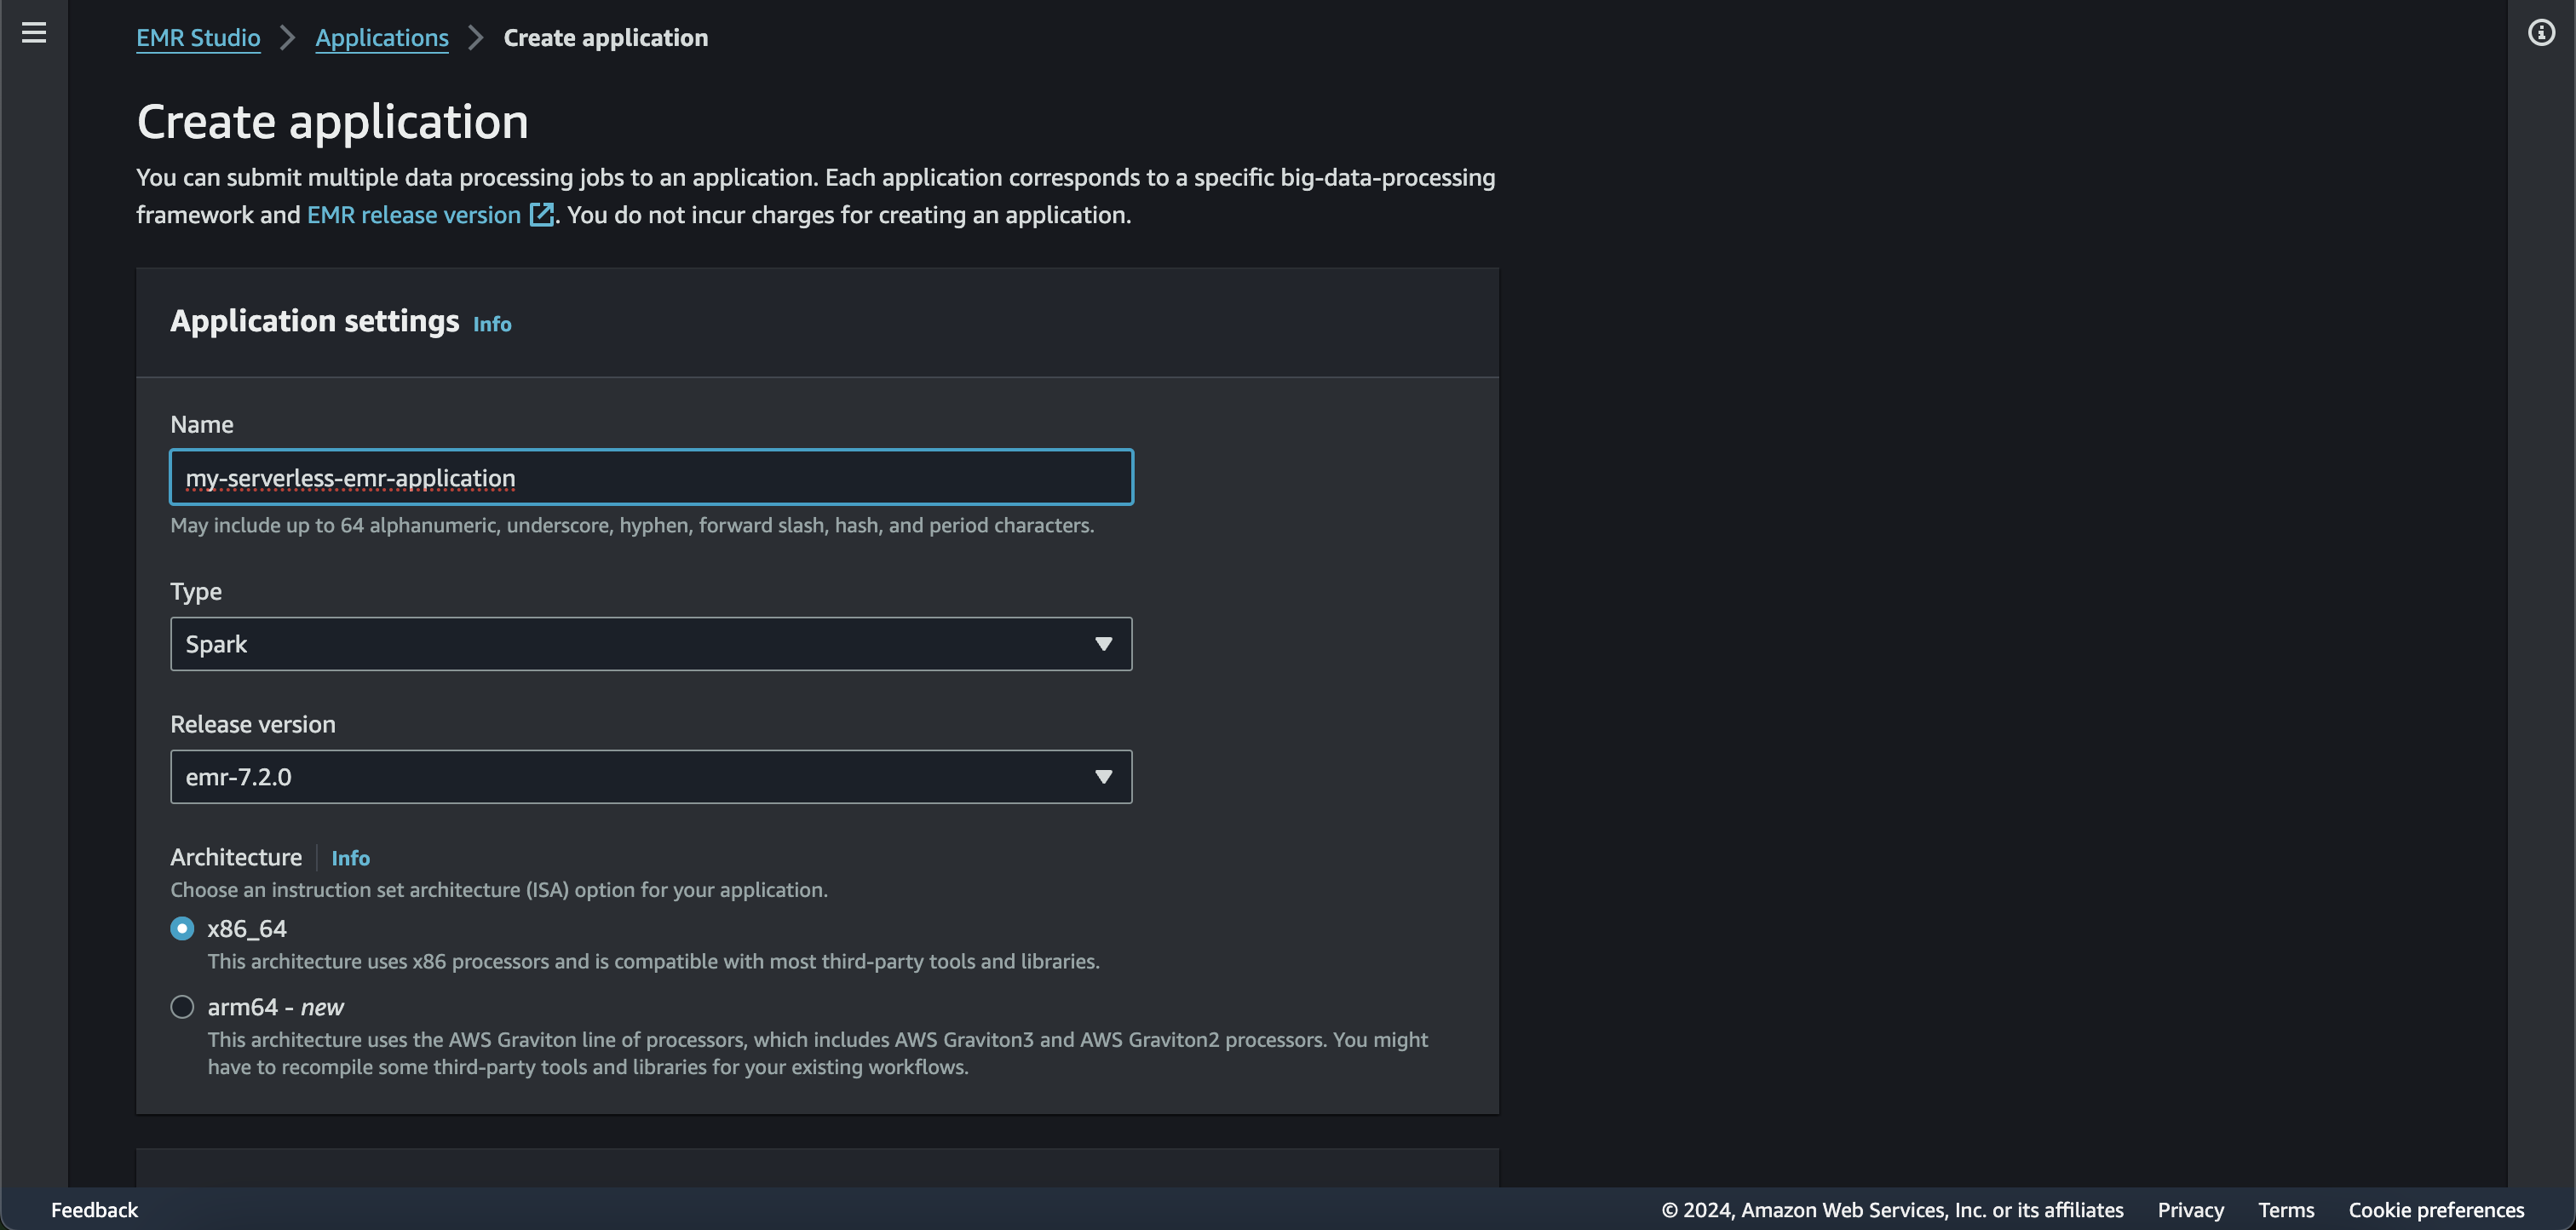 EMR Studio > Applications > Create application
Create application
You can submit multiple data processing jobs to an application. Each application corresponds to a specific big-data-processing
framework and EMR release version. You do not incur charges for creating an application.
Application settings Info
Name
my-serverless-emr-application
May include up to 64 alphanumeric, underscore, hyphen, forward slash, hash, and period characters.
Type
Spark
Release version
emr-7.2.0
Architecture Info
Choose an instruction set architecture (ISA) option for your application.
x86_64
This architecture uses x86 processors and is compatible with most third-party tools and libraries.
arm64 - new
This architecture uses the AWS Graviton line of processors, which includes AWS Graviton3 and AWS Graviton2 processors. You might
have to recompile some third-party tools and libraries for your existing workflows.
Feedback © 2024, Amazon Web Services, Inc. or its affiliates Privacy Terms Cookie preferences